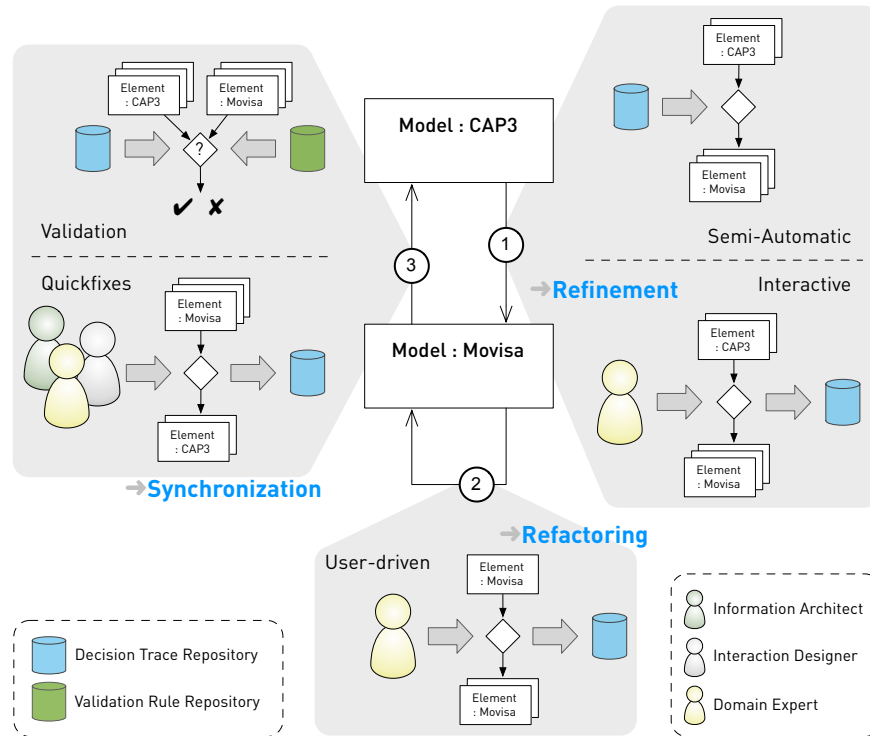 Element
: CAP3
Element
: Movisa
?
✔ ✘
Validation
Quickfixes
Element
: Movisa
Element
: CAP3
➔Synchronization
Model : CAP3
3
1
Model : Movisa
2
Element
: CAP3
Element
: Movisa
Semi-Automatic
➔Refinement
Interactive
Element
: CAP3
Element
: Movisa
➔Refactoring
User-driven
Element
: Movisa
Element
: Movisa
Decision Trace Repository
Validation Rule Repository
Information Architect
Interaction Designer
Domain Expert